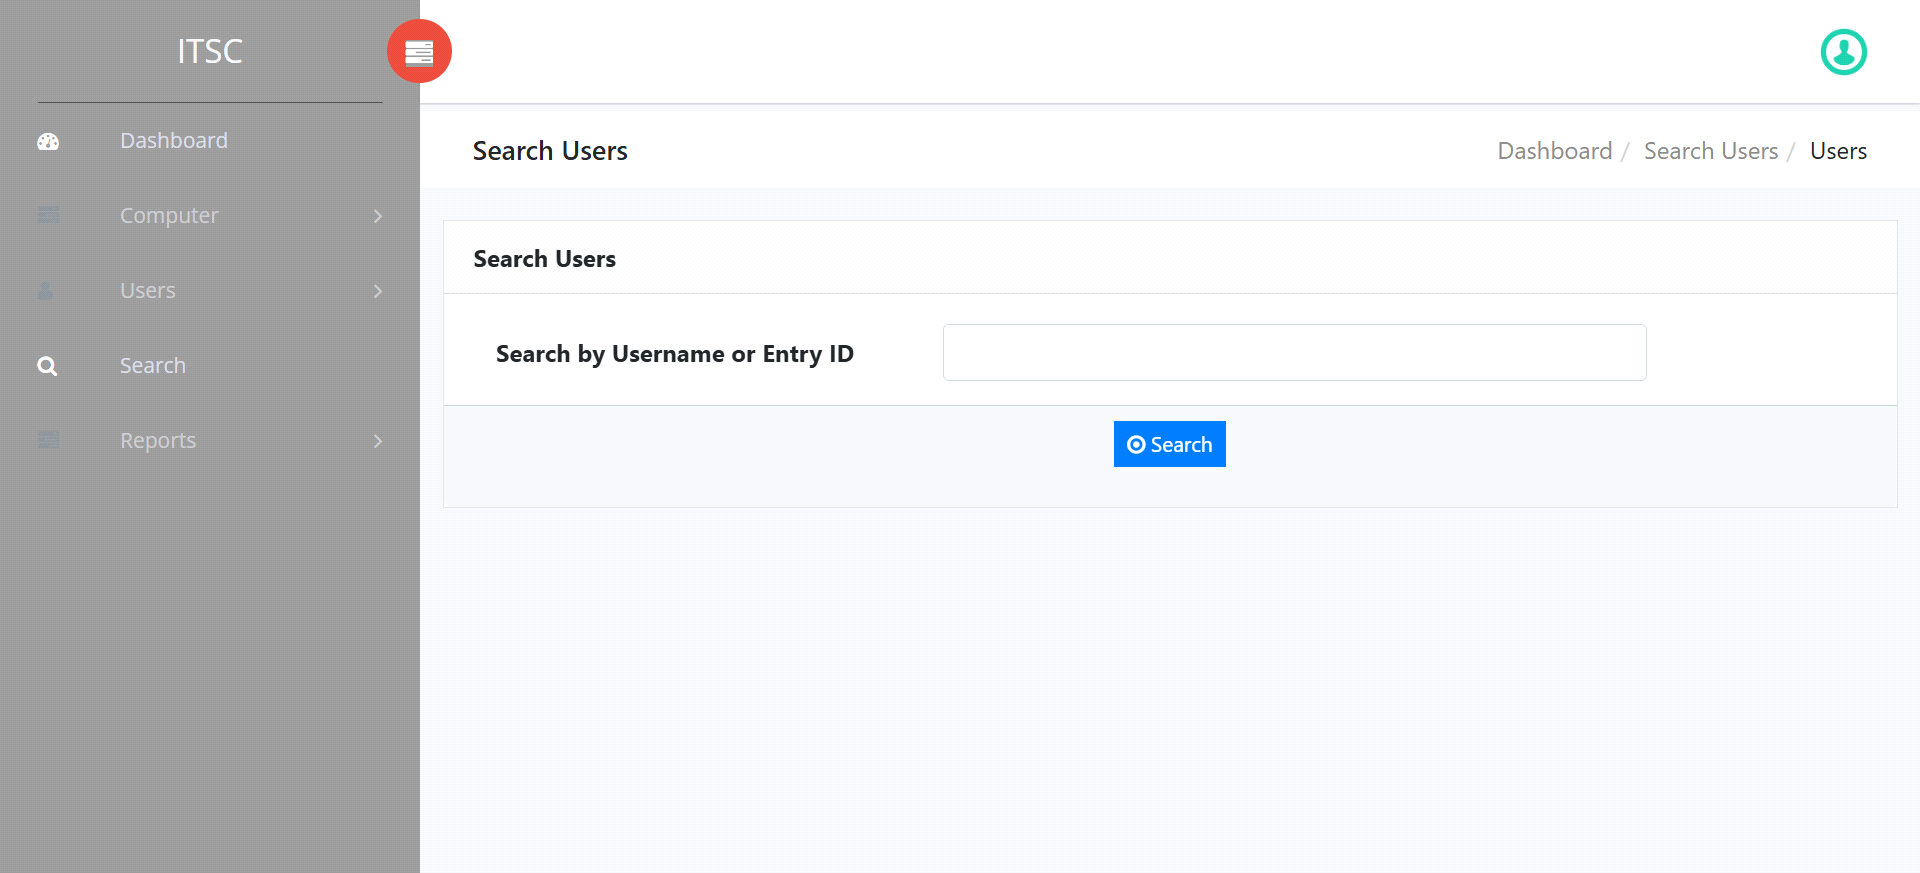 ITSC
Dashboard
Computer
Users
Search
Reports
Search Users
Dashboard / Search Users / Users
Search Users
Search by Username or Entry ID
Search